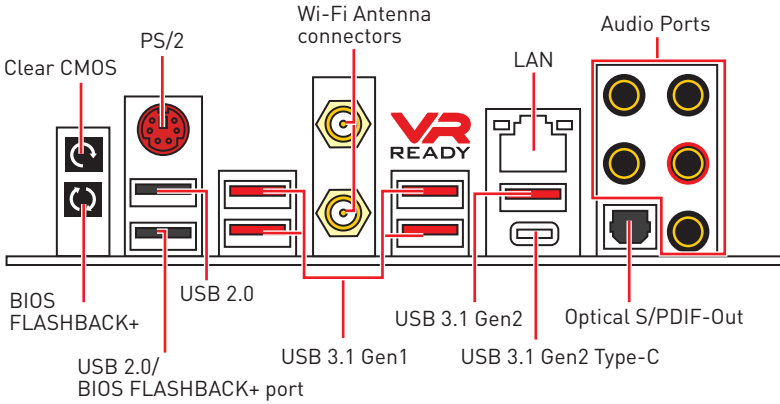 Wi-Fi Antenna
connectors
Audio Ports
PS/2
LAN
Clear CMOS
VR
READY
BIOS
FLASHBACK+
USB 2.0
USB 3.1 Gen2
Optical S/PDIF-Out
USB 2.0/
BIOS FLASHBACK+ port
USB 3.1 Gen1
USB 3.1 Gen2 Type-C